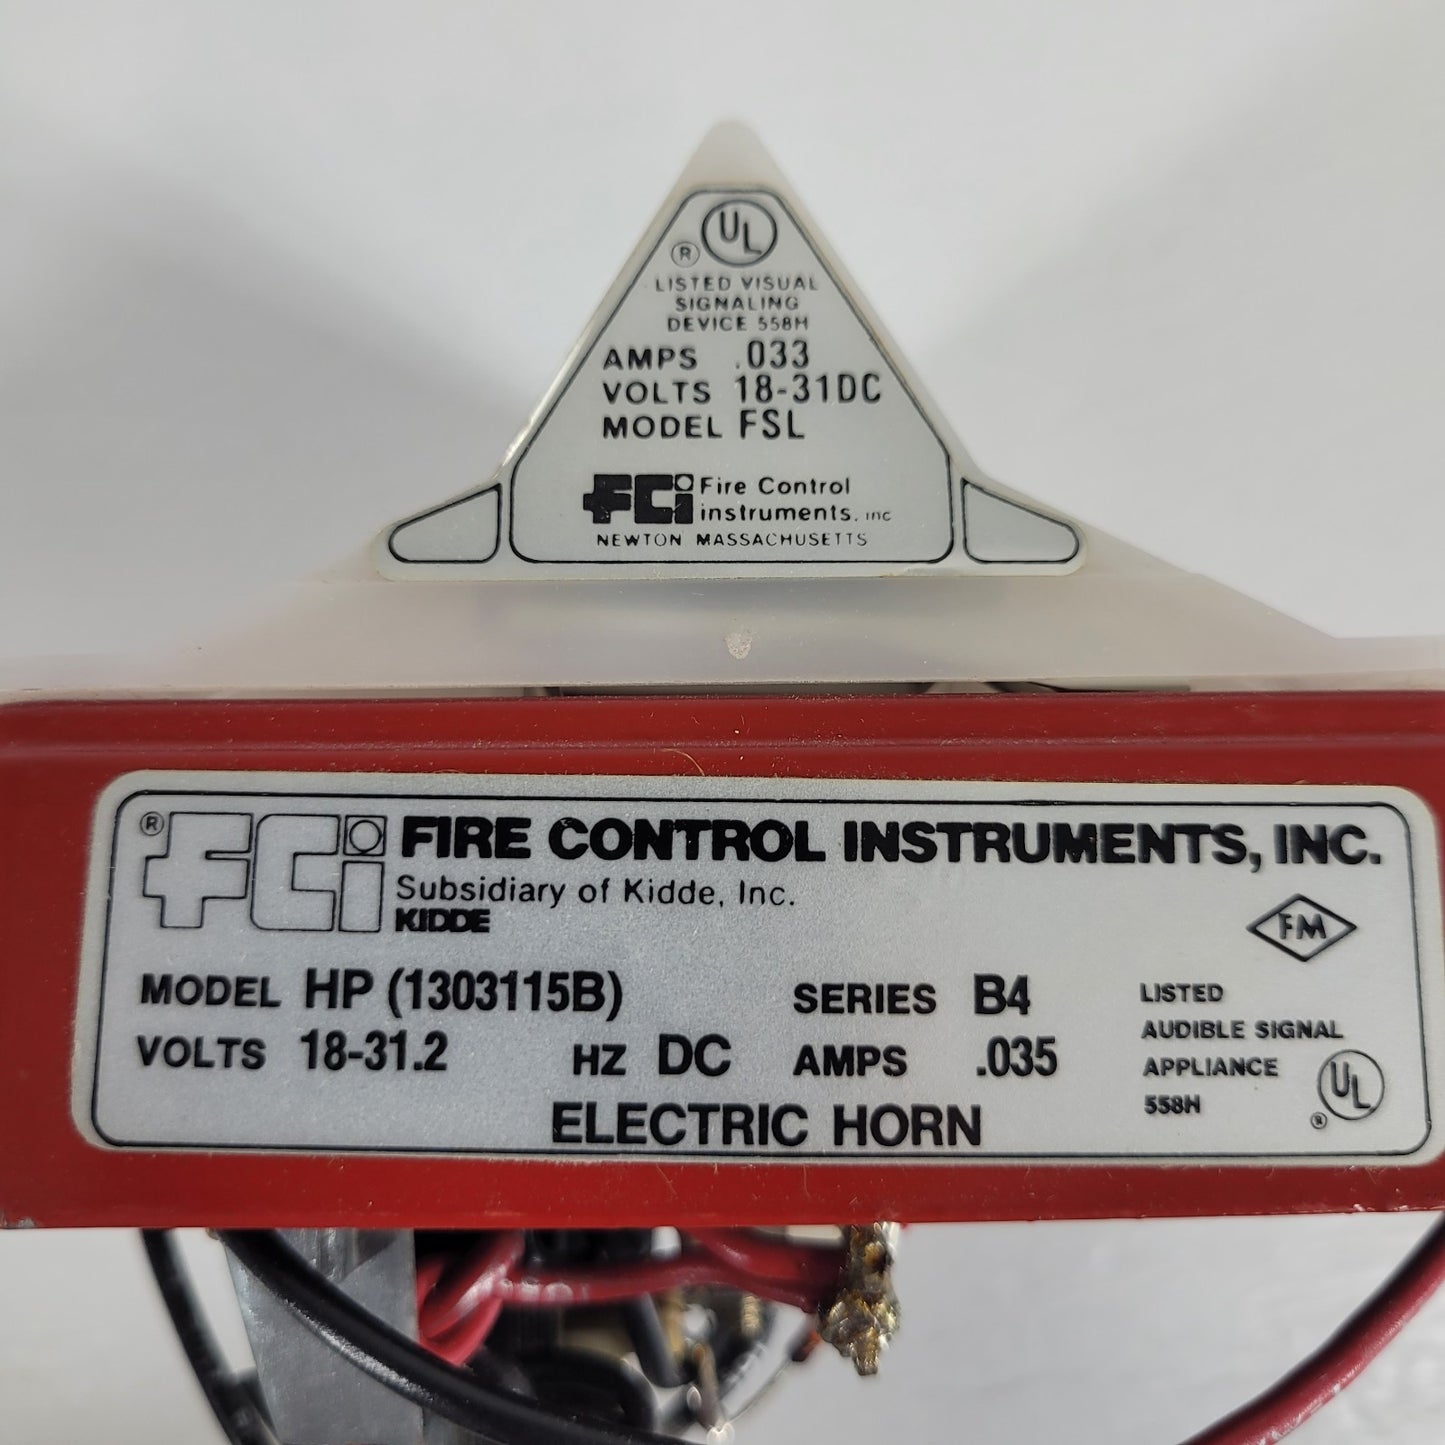 UL
®
LISTED VISUAL
SIGNALING
DEVICE 558H
AMPS .033
VOLTS 18-31DC
MODEL FSL
FCi Fire Control
instruments, inc
NEWTON MASSACHUSETTS
® FCi FIRE CONTROL INSTRUMENTS, INC.
Subsidiary of Kidde, Inc.
KIDDE
FM
MODEL HP (1303115B) SERIES B4
VOLTS 18-31.2 HZ DC AMPS .035
ELECTRIC HORN
LISTED
AUDIBLE SIGNAL
APPLIANCE
558H
® UL